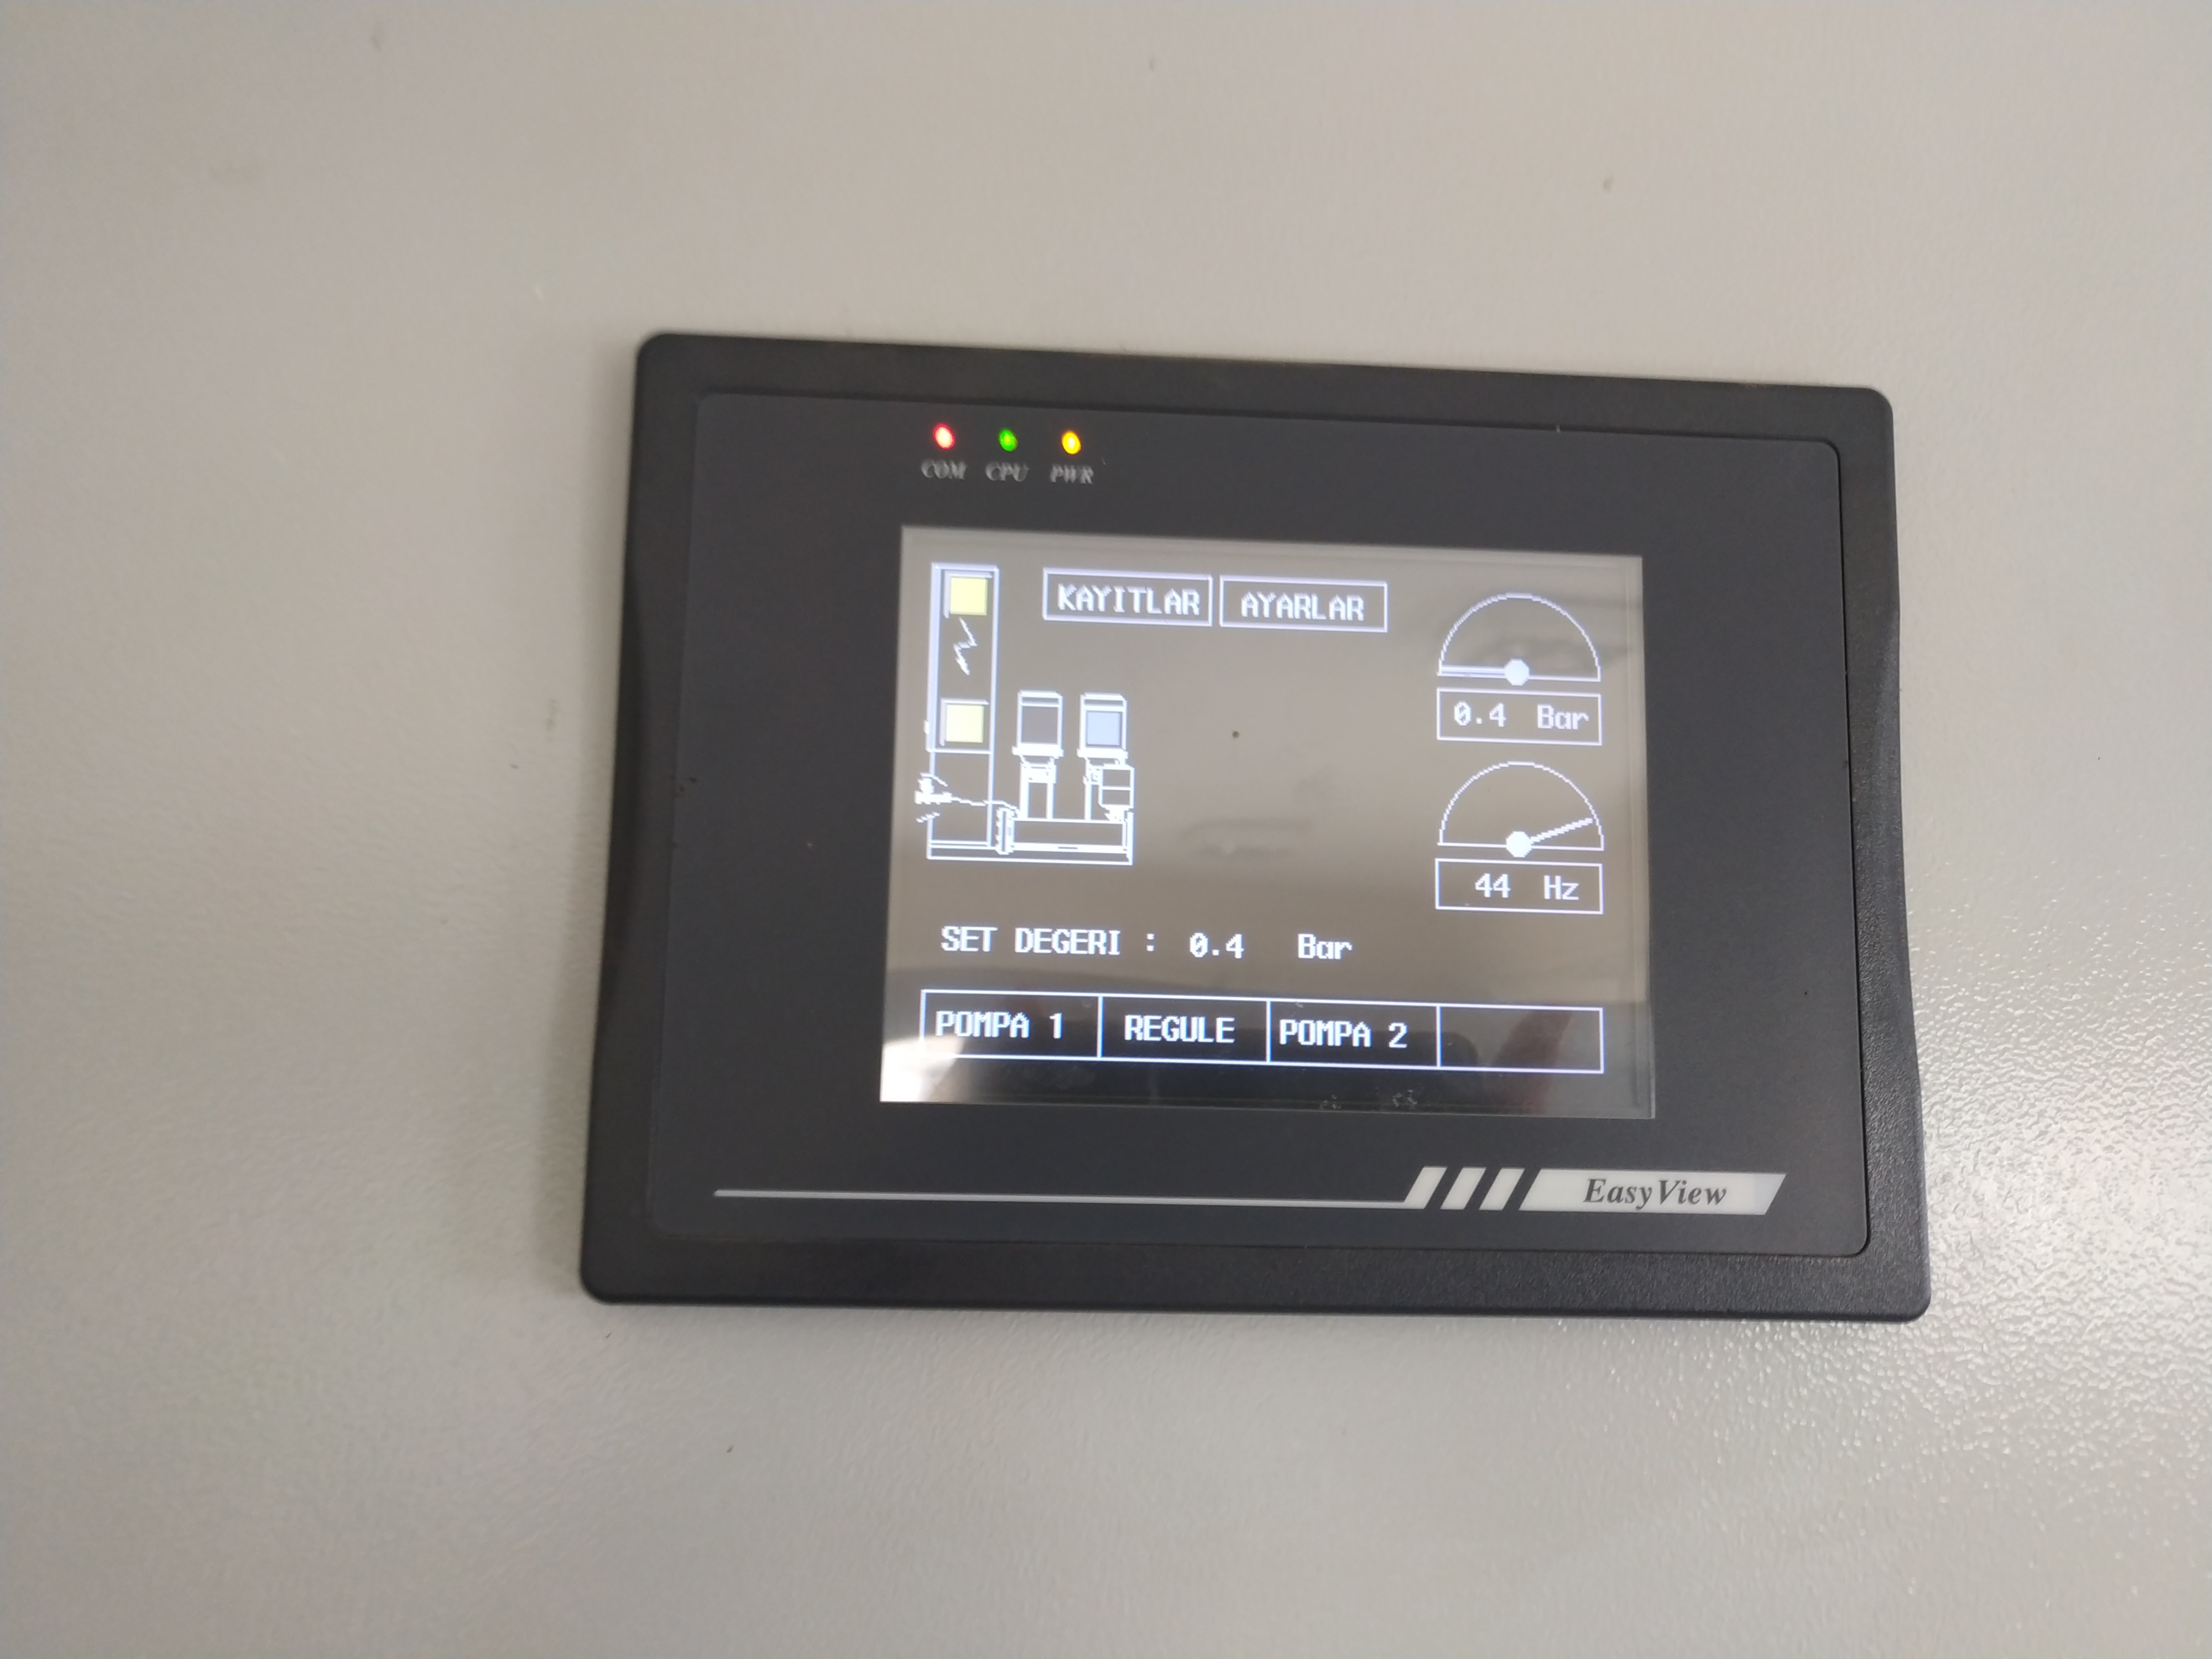 COM CPU PWR
KAYITLAR AYARLAR
0.4 Bar
44 Hz
SET DEGERI : 0.4 Bar
POMPA 1 REGULE POMPA 2
EasyView